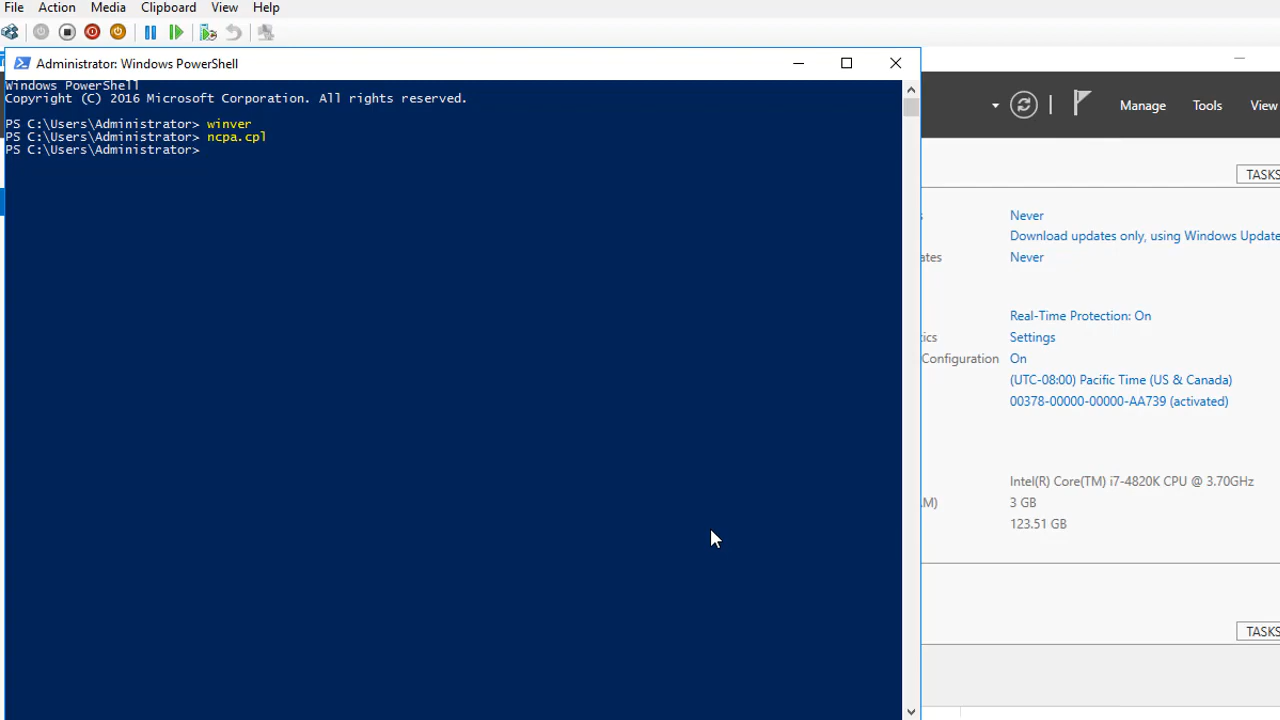 File Action Media Clipboard View Help
Administrator: Windows PowerShell
Windows PowerShell
Copyright (C) 2016 Microsoft Corporation. All rights reserved.
PS C:\Users\Administrator> winver
PS C:\Users\Administrator> ncpa.cpl
PS C:\Users\Administrator>
Manage Tools View
TASKS
Never
Download updates only, using Windows Update
ates Never
Real-Time Protection: On
tics Settings
Configuration On
(UTC-08:00) Pacific Time (US & Canada)
00378-00000-00000-AA739 (activated)
Intel(R) Core(TM) i7-4820K CPU @ 3.70GHz
M) 3 GB
123.51 GB
TASKS